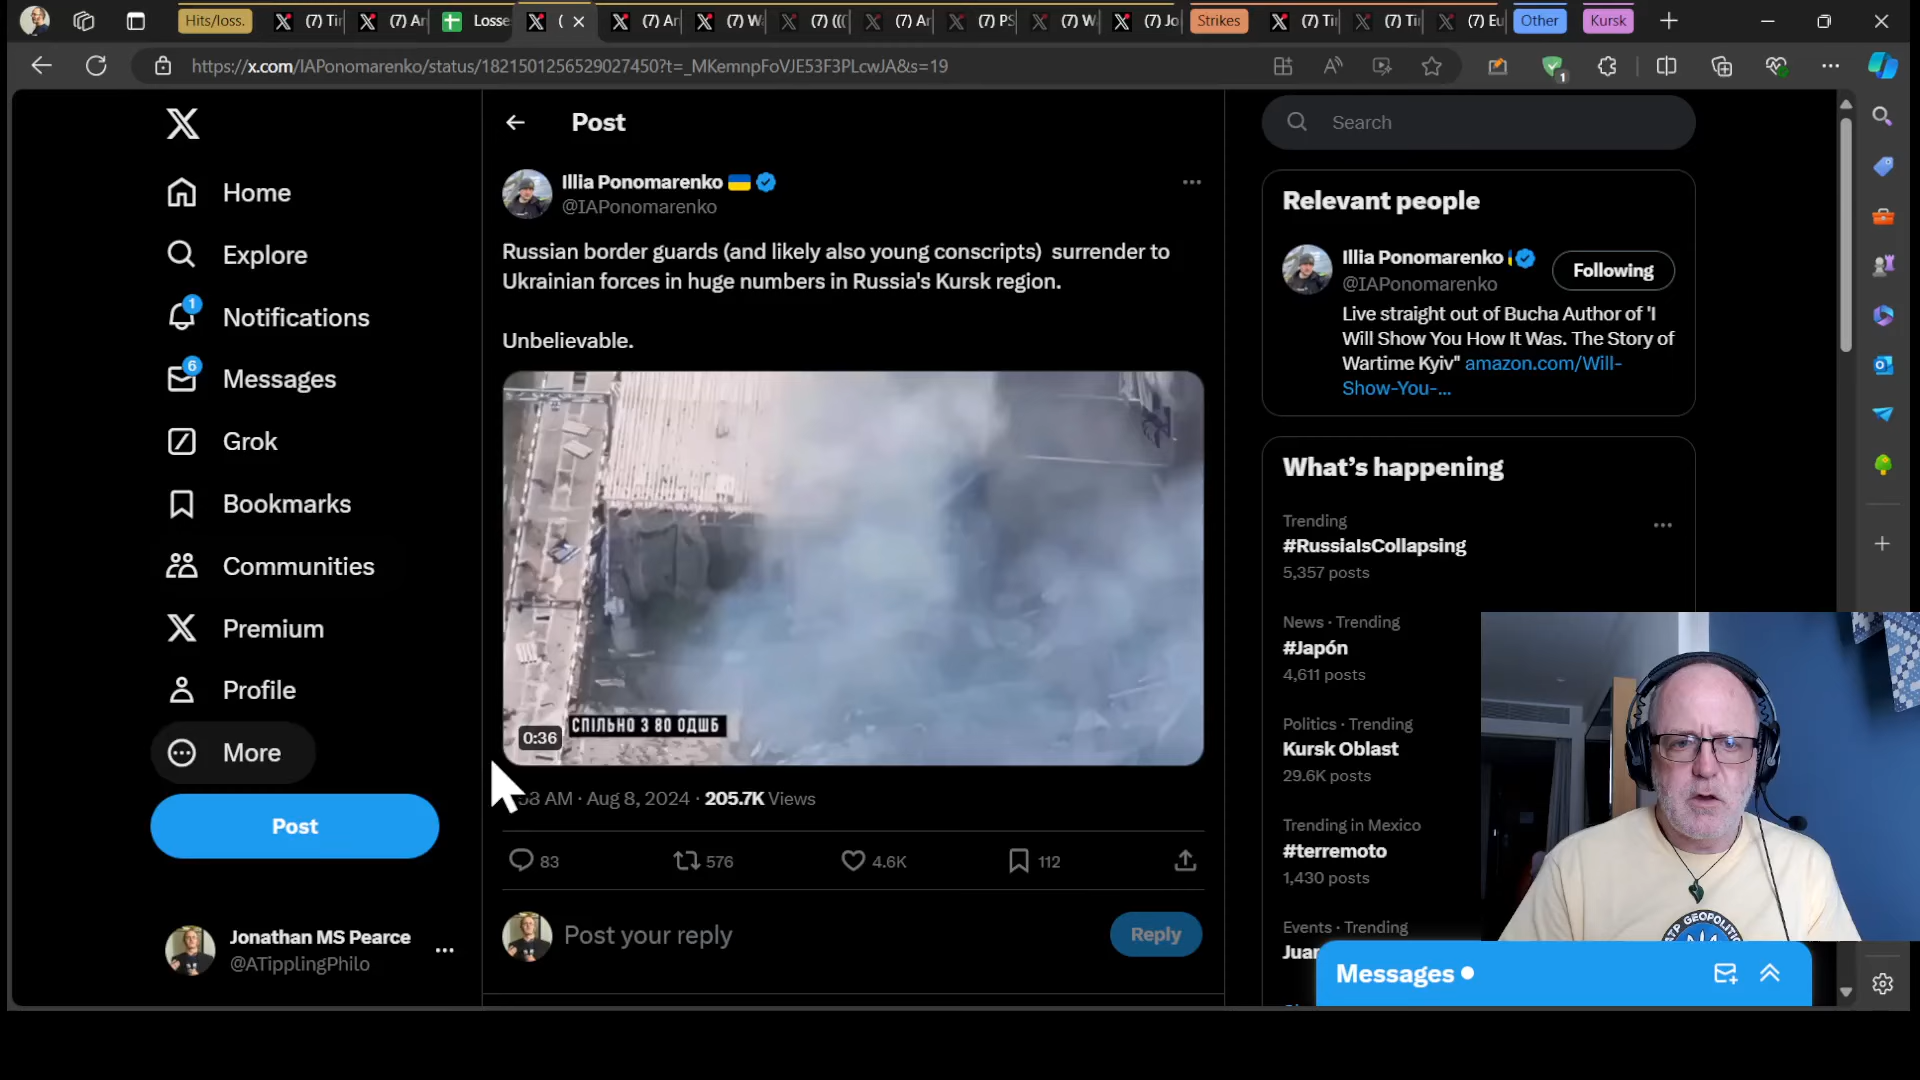 Hits/loss.
(7) Ti
(7) Ar
Losse
(
(7) Ar
(7) W
(7) (((
(7) Ar
(7) PS
(7) W
(7) Jo
Strikes
(7) Ti
(7) Ti
(7) Eu
Other
Kursk
https://x.com/IAPonomarenko/status/1821501256529027450?t=_MKemnpFoVJE53F3PLcwJA&s=19
1
Home
Explore
1
Notifications
6
Messages
Grok
Bookmarks
Communities
Premium
Profile
More
Post
Jonathan MS Pearce
@ATipplingPhilo
Post
Illia Ponomarenko
@IAPonomarenko
Russian border guards (and likely also young conscripts) surrender to
Ukrainian forces in huge numbers in Russia's Kursk region.
Unbelievable.
СПІЛЬНО З 80 ОДШБ
0:36
AM · Aug 8, 2024 · 205.7K Views
83
576
4.6K
112
Post your reply
Reply
Search
Relevant people
Illia Ponomarenko
@IAPonomarenko
Following
Live straight out of Bucha Author of 'I
Will Show You How It Was. The Story of
Wartime Kyiv" amazon.com/Will-
Show-You-...
What's happening
Trending
#RussiaIsCollapsing
5,357 posts
News · Trending
#Japón
4,611 posts
Politics · Trending
Kursk Oblast
29.6K posts
Trending in Mexico
#terremoto
1,430 posts
Events · Trending
Juan
ATP GEOPOLITI
Messages